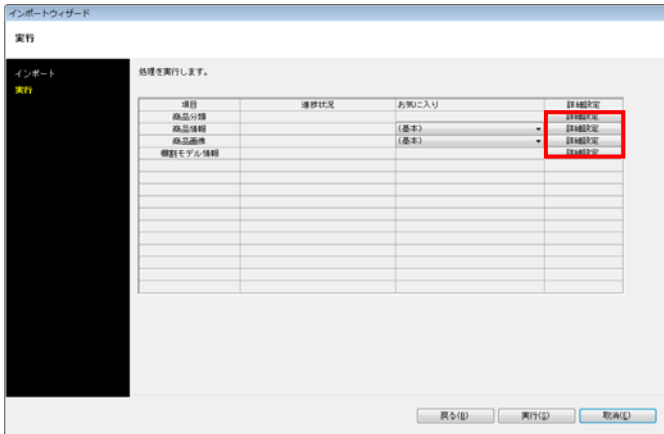 インポートウィザード
実行
インポート
実行
処理を実行します。
項目 進捗状況 お気に入り 詳細設定
商品分類 詳細設定
商品情報 (基本) 詳細設定
商品画像 (基本) 詳細設定
棚割モデル情報 詳細設定
戻る(B) 実行(S) 取消(C)